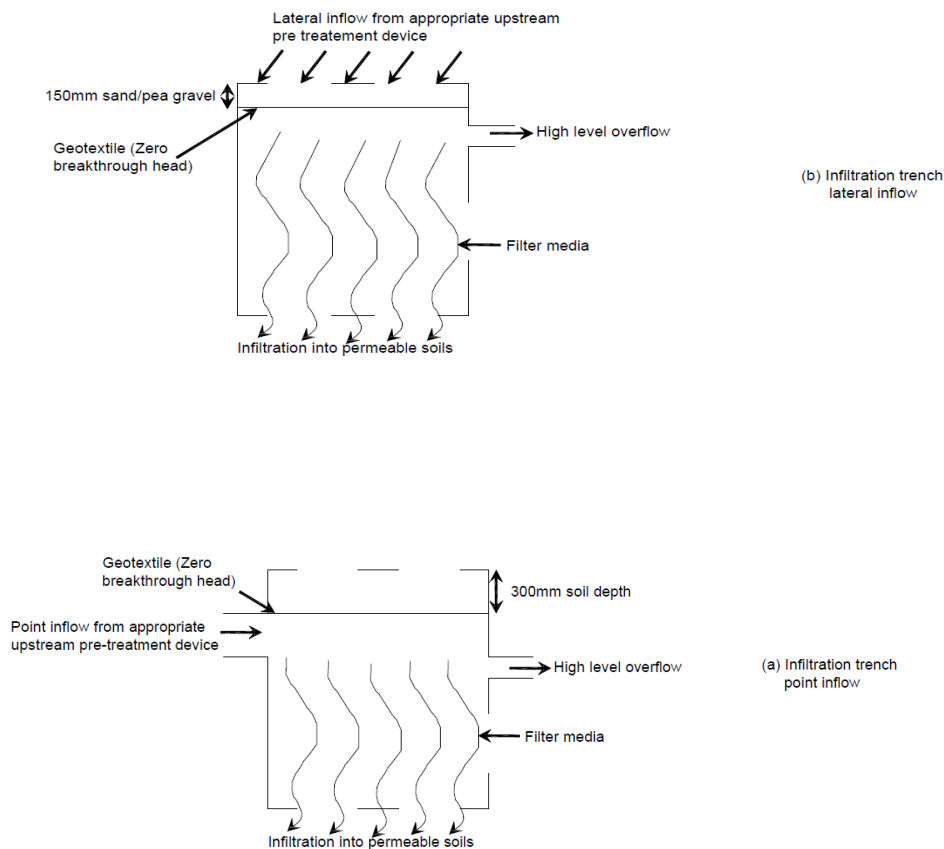 Lateral inflow from appropriate upstream
pre treatement device
150mm sand/pea gravel
High level overflow
Geotextile (Zero
breakthrough head)
(b) Infiltration trench
lateral inflow
Filter media
Infiltration into permeable soils
Geotextile (Zero
breakthrough head)
300mm soil depth
Point inflow from appropriate
upstream pre-treatment device
High level overflow
(a) Infiltration trench
point inflow
Filter media
Infiltration into permeable soils